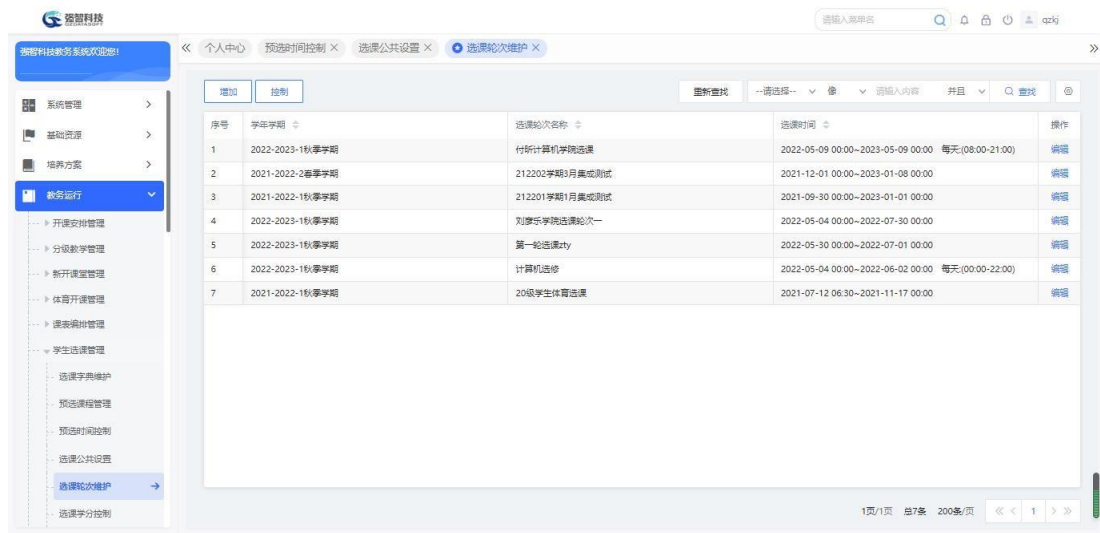 强智科技
QZDATASOFT
请输入菜单名
qzkj
强智科技教务系统欢迎您!
个人中心 预选时间控制 选课公共设置 选课轮次维护
系统管理
基础资源
培养方案
教务运行
开课安排管理
分级教学管理
新开课堂管理
体育开课管理
课表编排管理
学生选课管理
选课字典维护
预选课程管理
预选时间控制
选课公共设置
选课轮次维护
选课学分控制
增加 控制 重新查找 --请选择-- 像 请输入内容 并且 查找
序号 学年学期 选课轮次名称 选课时间 操作
1 2022-2023-1秋季学期 付昕计算机学院选课 2022-05-09 00:00~2023-05-09 00:00 每天:(08:00-21:00) 编辑
2 2021-2022-2春季学期 212202学期3月集成测试 2021-12-01 00:00~2023-01-08 00:00 编辑
3 2021-2022-1秋季学期 212201学期1月集成测试 2021-09-30 00:00~2023-01-01 00:00 编辑
4 2022-2023-1秋季学期 刘彦乐学院选课轮次一 2022-05-04 00:00~2022-07-30 00:00 编辑
5 2022-2023-1秋季学期 第一轮选课zty 2022-05-30 00:00~2022-07-01 00:00 编辑
6 2022-2023-1秋季学期 计算机选修 2022-05-04 00:00~2022-06-02 00:00 每天:(00:00-22:00) 编辑
7 2021-2022-1秋季学期 20级学生体育选课 2021-07-12 06:30~2021-11-17 00:00 编辑
1页/1页 总7条 200条/页 1